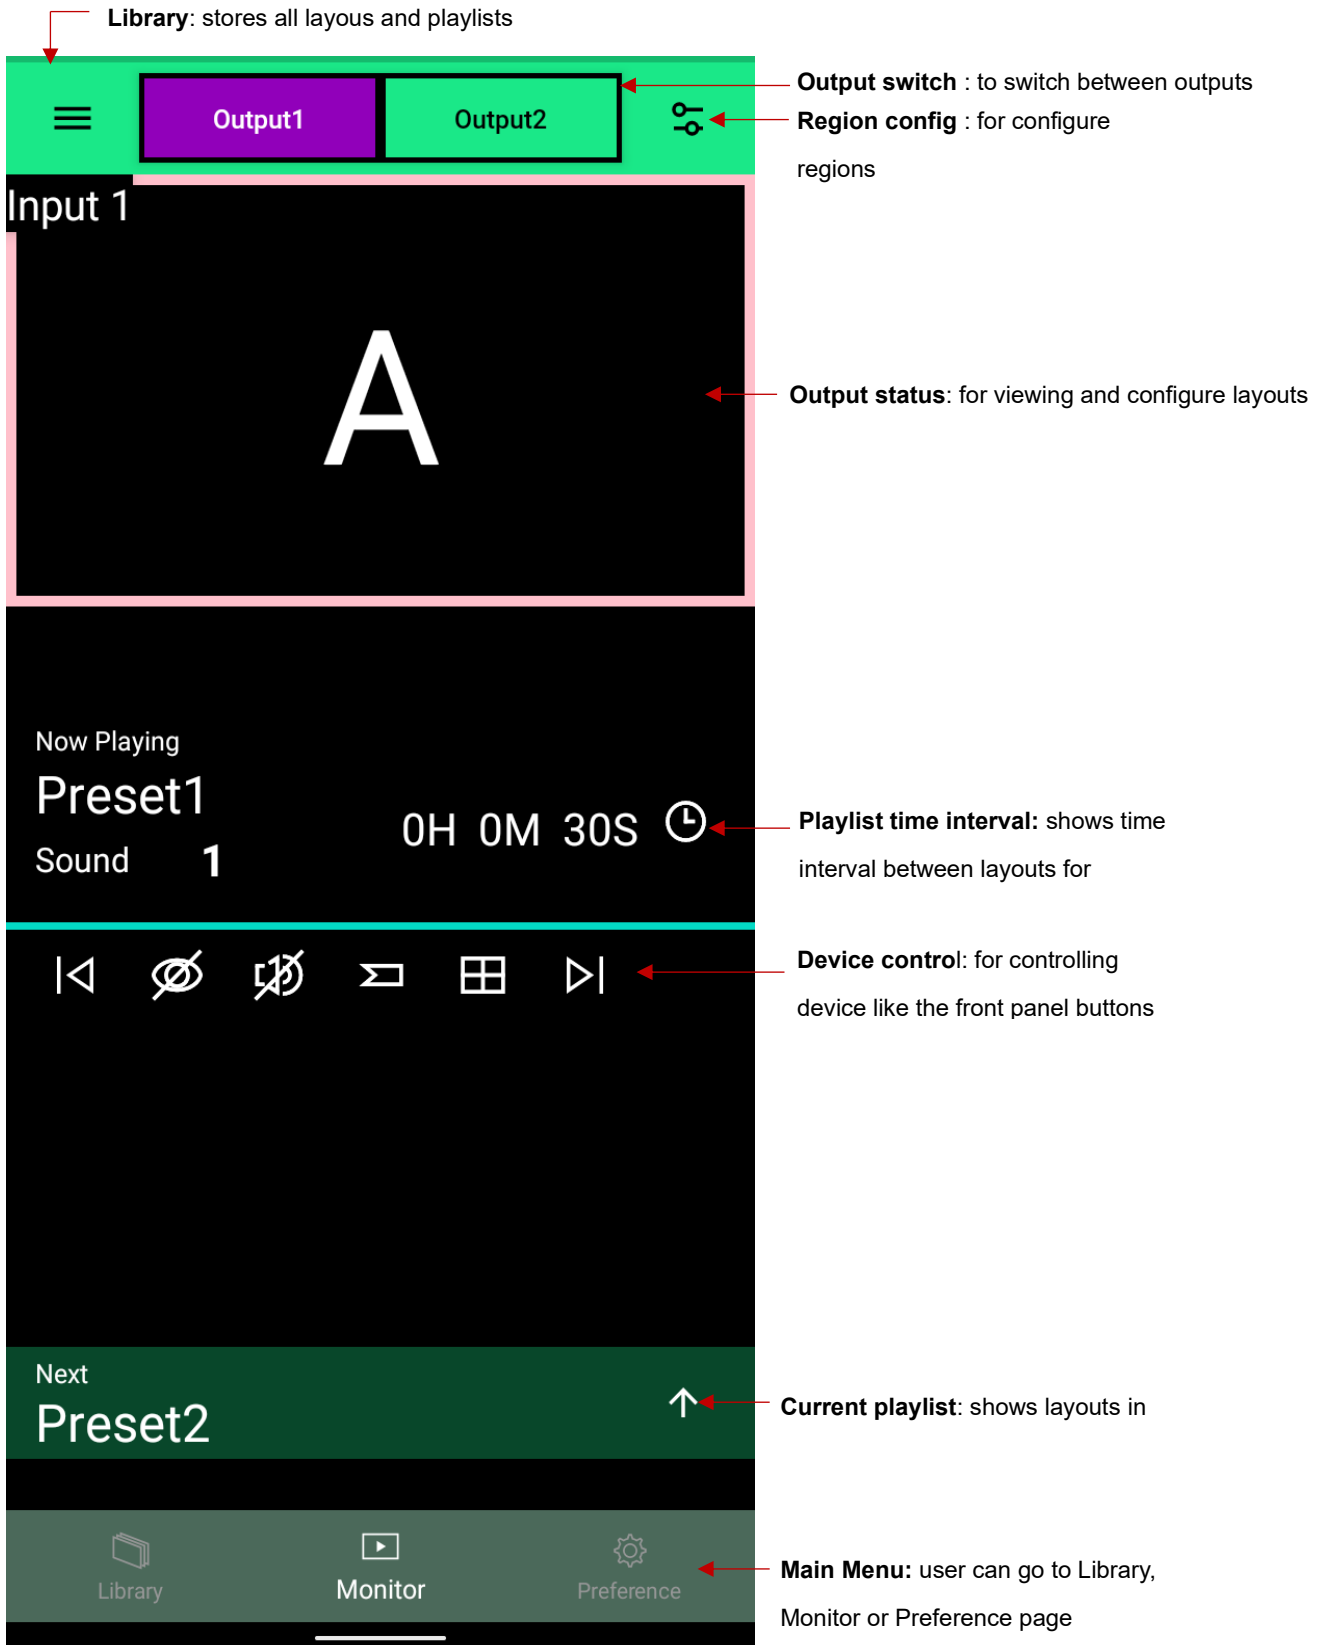 Library: stores all layous and playlists
Output1
Output2
Output switch : to switch between outputs
Region config : for configure
regions
Input 1
A
Output status: for viewing and configure layouts
Now Playing
Preset1
Sound 1
0H 0M 30S
Playlist time interval: shows time
interval between layouts for
Device control: for controlling
device like the front panel buttons
Next
Preset2
Current playlist: shows layouts in
Library
Monitor
Preference
Main Menu: user can go to Library,
Monitor or Preference page